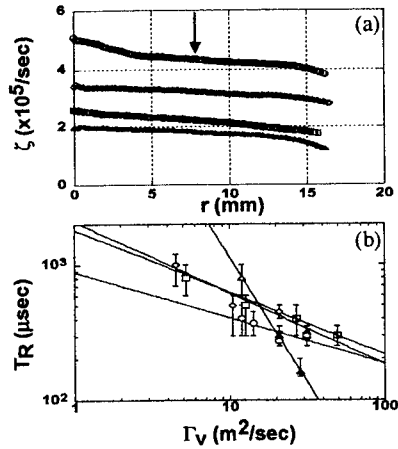 (a)
6
4
2
0
ζ (x10⁵/sec)
0 5 10 15 20
r (mm)
(b)
10³
10²
T_R (μsec)
1 10 100
Γ_V (m²/sec)